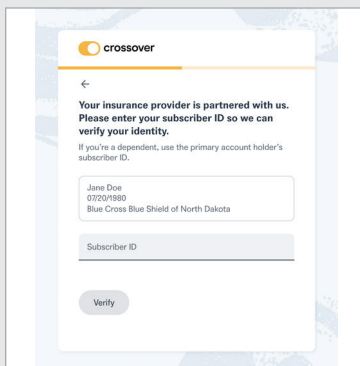 crossover
Your insurance provider is partnered with us.
Please enter your subscriber ID so we can
verify your identity.
If you're a dependent, use the primary account holder's
subscriber ID.
Jane Doe
07/20/1980
Blue Cross Blue Shield of North Dakota
Subscriber ID
Verify